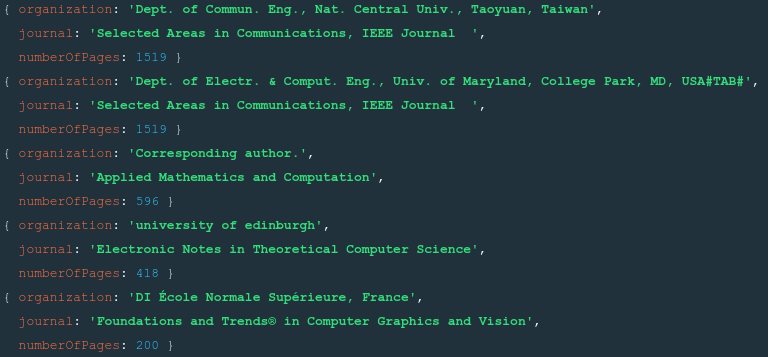 { organization: 'Dept. of Commun. Eng., Nat. Central Univ., Taoyuan, Taiwan',
journal: 'Selected Areas in Communications, IEEE Journal  ',
numberOfPages: 1519 }
{ organization: 'Dept. of Electr. & Comput. Eng., Univ. of Maryland, College Park, MD, USA#TAB#',
journal: 'Selected Areas in Communications, IEEE Journal  ',
numberOfPages: 1519 }
{ organization: 'Corresponding author.',
journal: 'Applied Mathematics and Computation',
numberOfPages: 596 }
{ organization: 'university of edinburgh',
journal: 'Electronic Notes in Theoretical Computer Science',
numberOfPages: 418 }
{ organization: 'DI École Normale Supérieure, France',
journal: 'Foundations and Trends® in Computer Graphics and Vision',
numberOfPages: 200 }